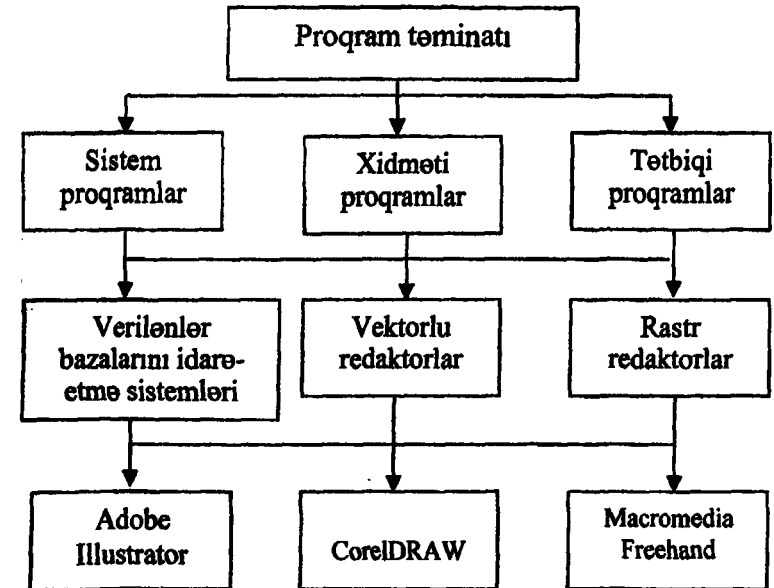 Proqram təminatı
Sistem
proqramlar
Xidməti
proqramlar
Tətbiqi
proqramlar
Verilənlər
bazalarını idarə-
etmə sistemləri
Vektorlu
redaktorlar
Rastr
redaktorlar
Adobe
Illustrator
CorelDRAW
Macromedia
Freehand